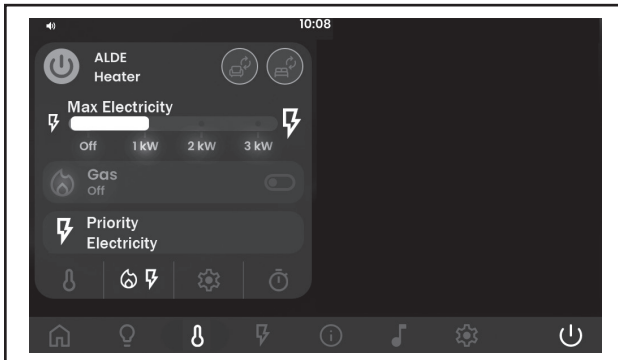 10:08
ALDE
Heater
Max Electricity
Off 1 kW 2 kW 3 kW
Gas
Off
Priority
Electricity